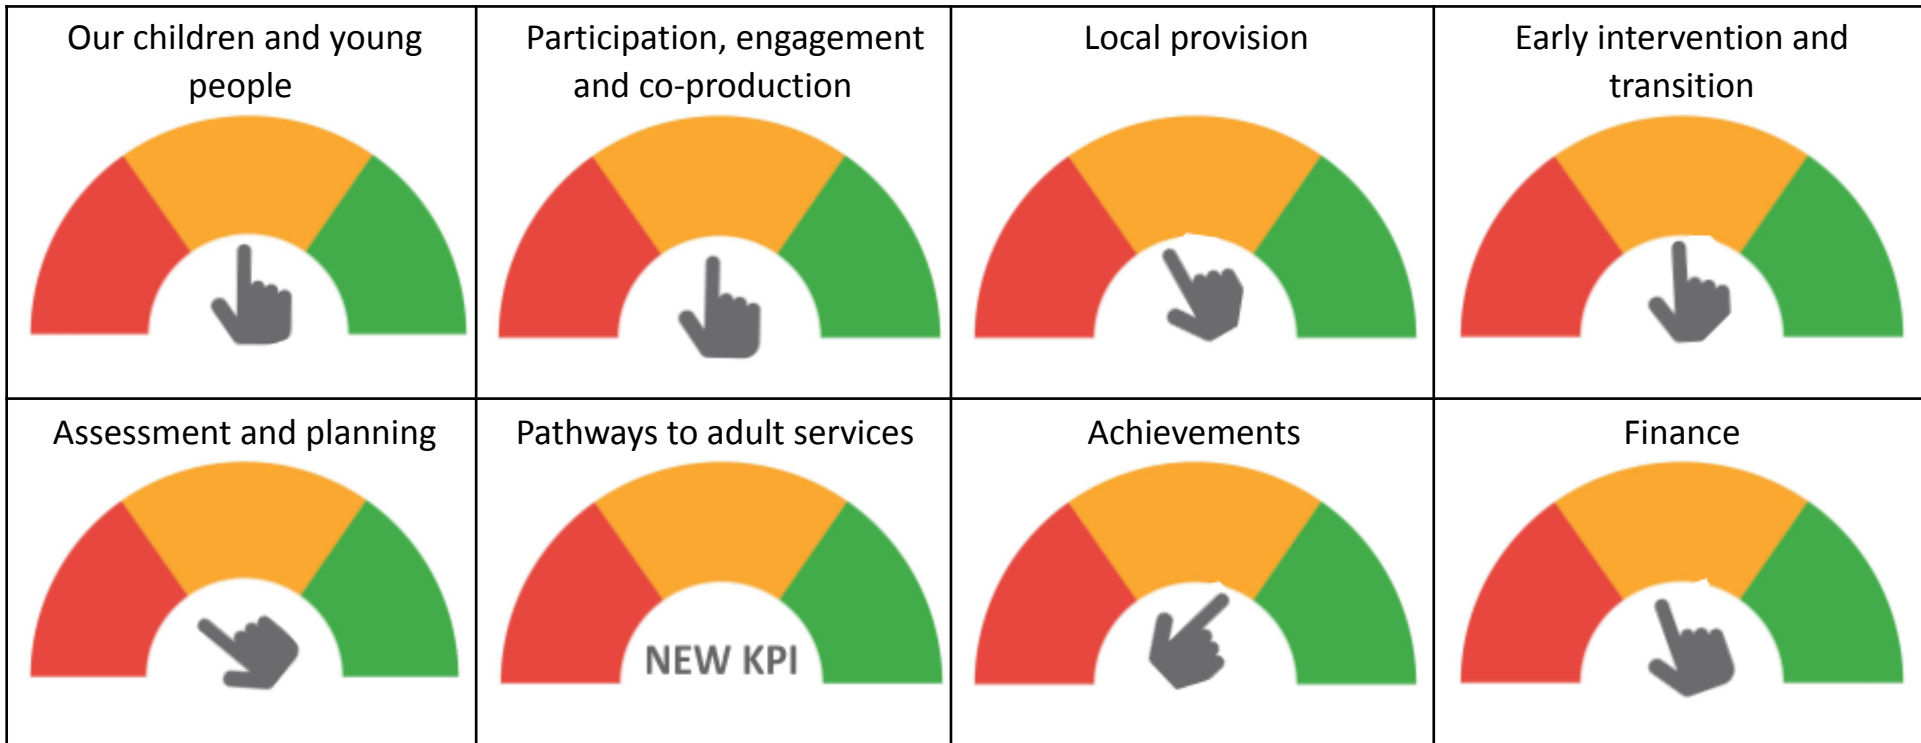 Our children and young
people
Participation, engagement
and co-production
Local provision
Early intervention and
transition
Assessment and planning
Pathways to adult services
NEW KPI
Achievements
Finance